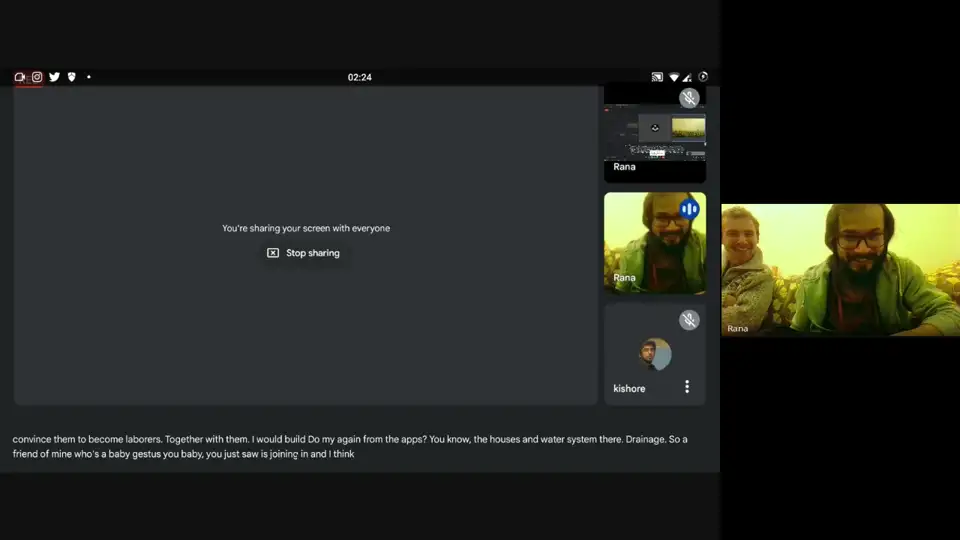 02:24
You're sharing your screen with everyone
Stop sharing
Rana
Rana
kishore
Rana
convince them to become laborers. Together with them. I would build Do my again from the apps? You know, the houses and water system there. Drainage. So a
friend of mine who's a baby gestus you baby, you just saw is joining in and I think